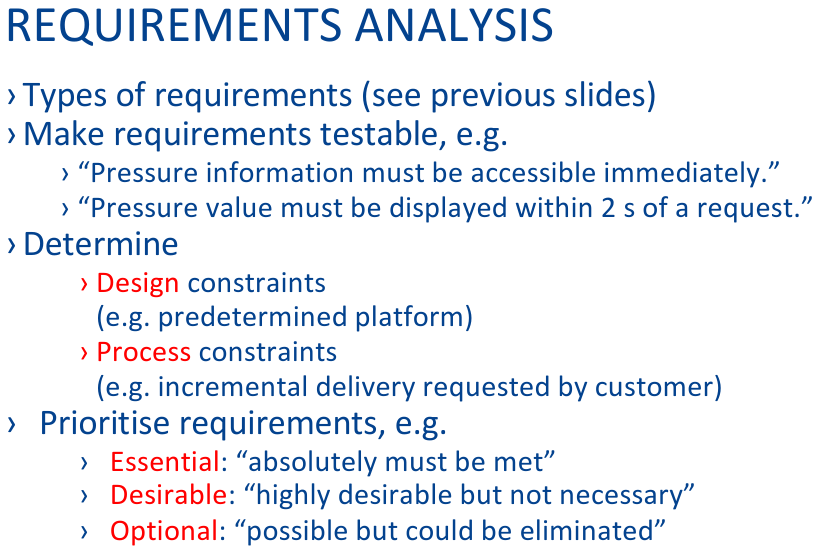 REQUIREMENTS ANALYSIS
› Types of requirements (see previous slides)
› Make requirements testable, e.g.
› “Pressure information must be accessible immediately.”
› “Pressure value must be displayed within 2 s of a request.”
› Determine
› Design constraints
(e.g. predetermined platform)
› Process constraints
(e.g. incremental delivery requested by customer)
› Prioritise requirements, e.g.
› Essential: “absolutely must be met”
› Desirable: “highly desirable but not necessary”
› Optional: “possible but could be eliminated”